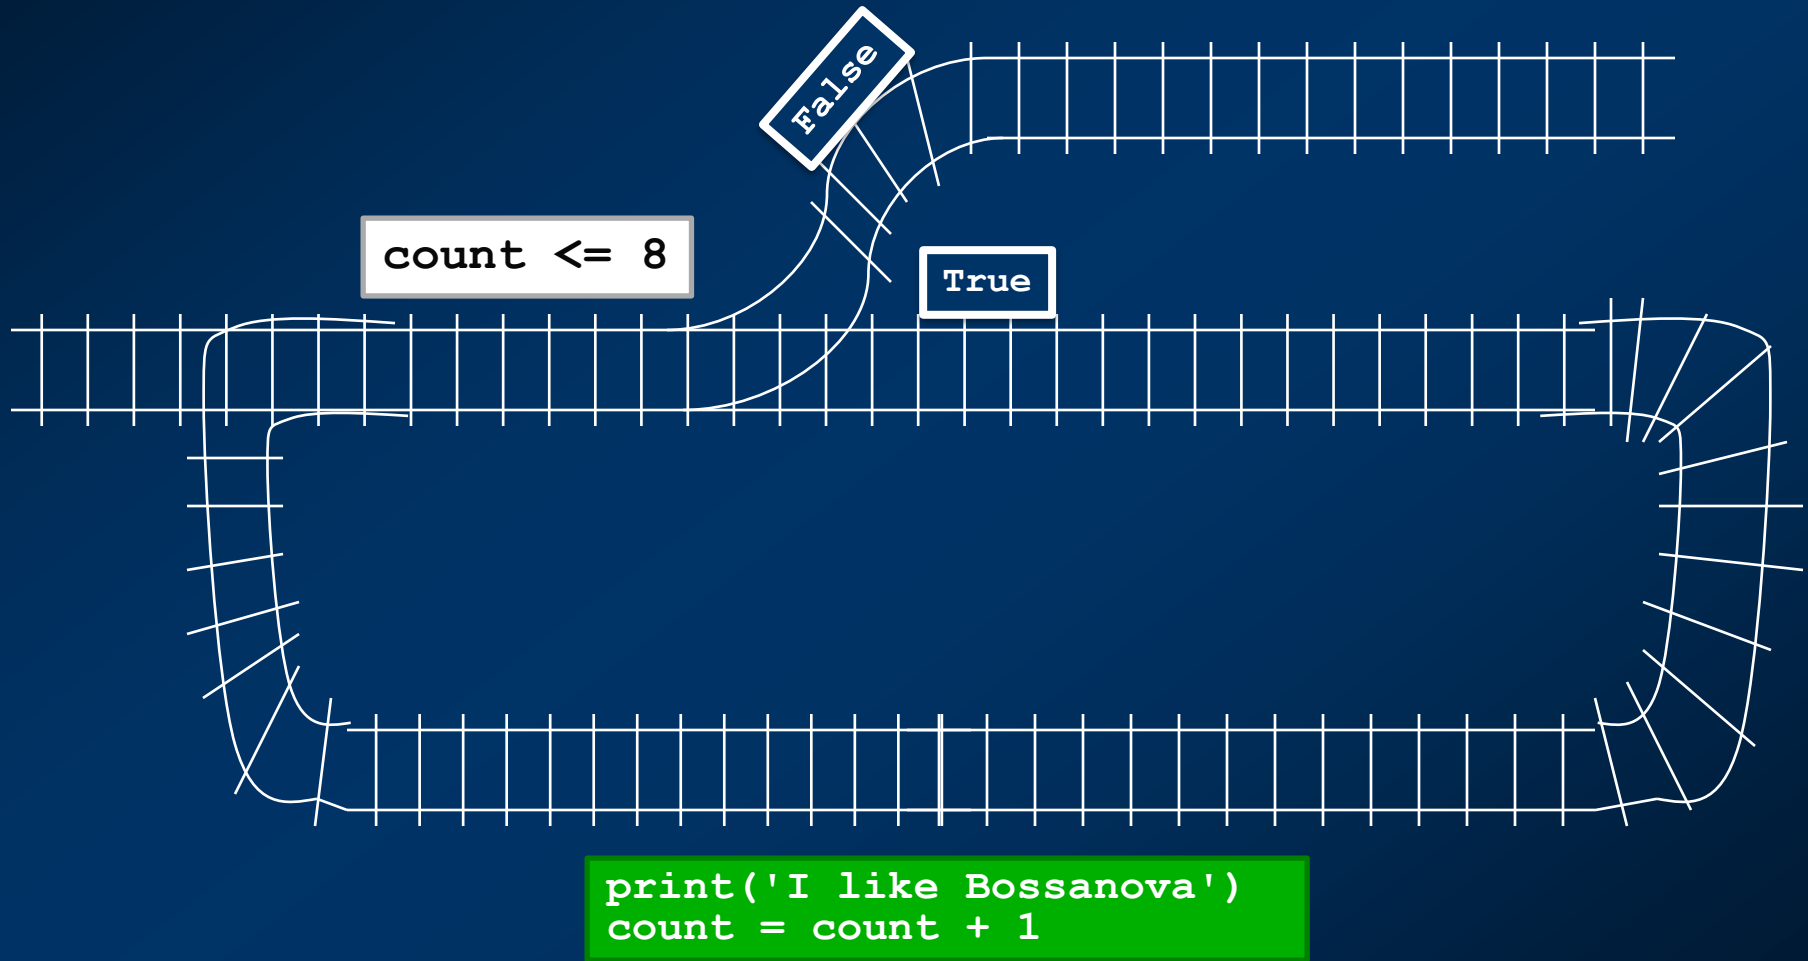 False
count <= 8
True
print('I like Bossanova')
count = count + 1